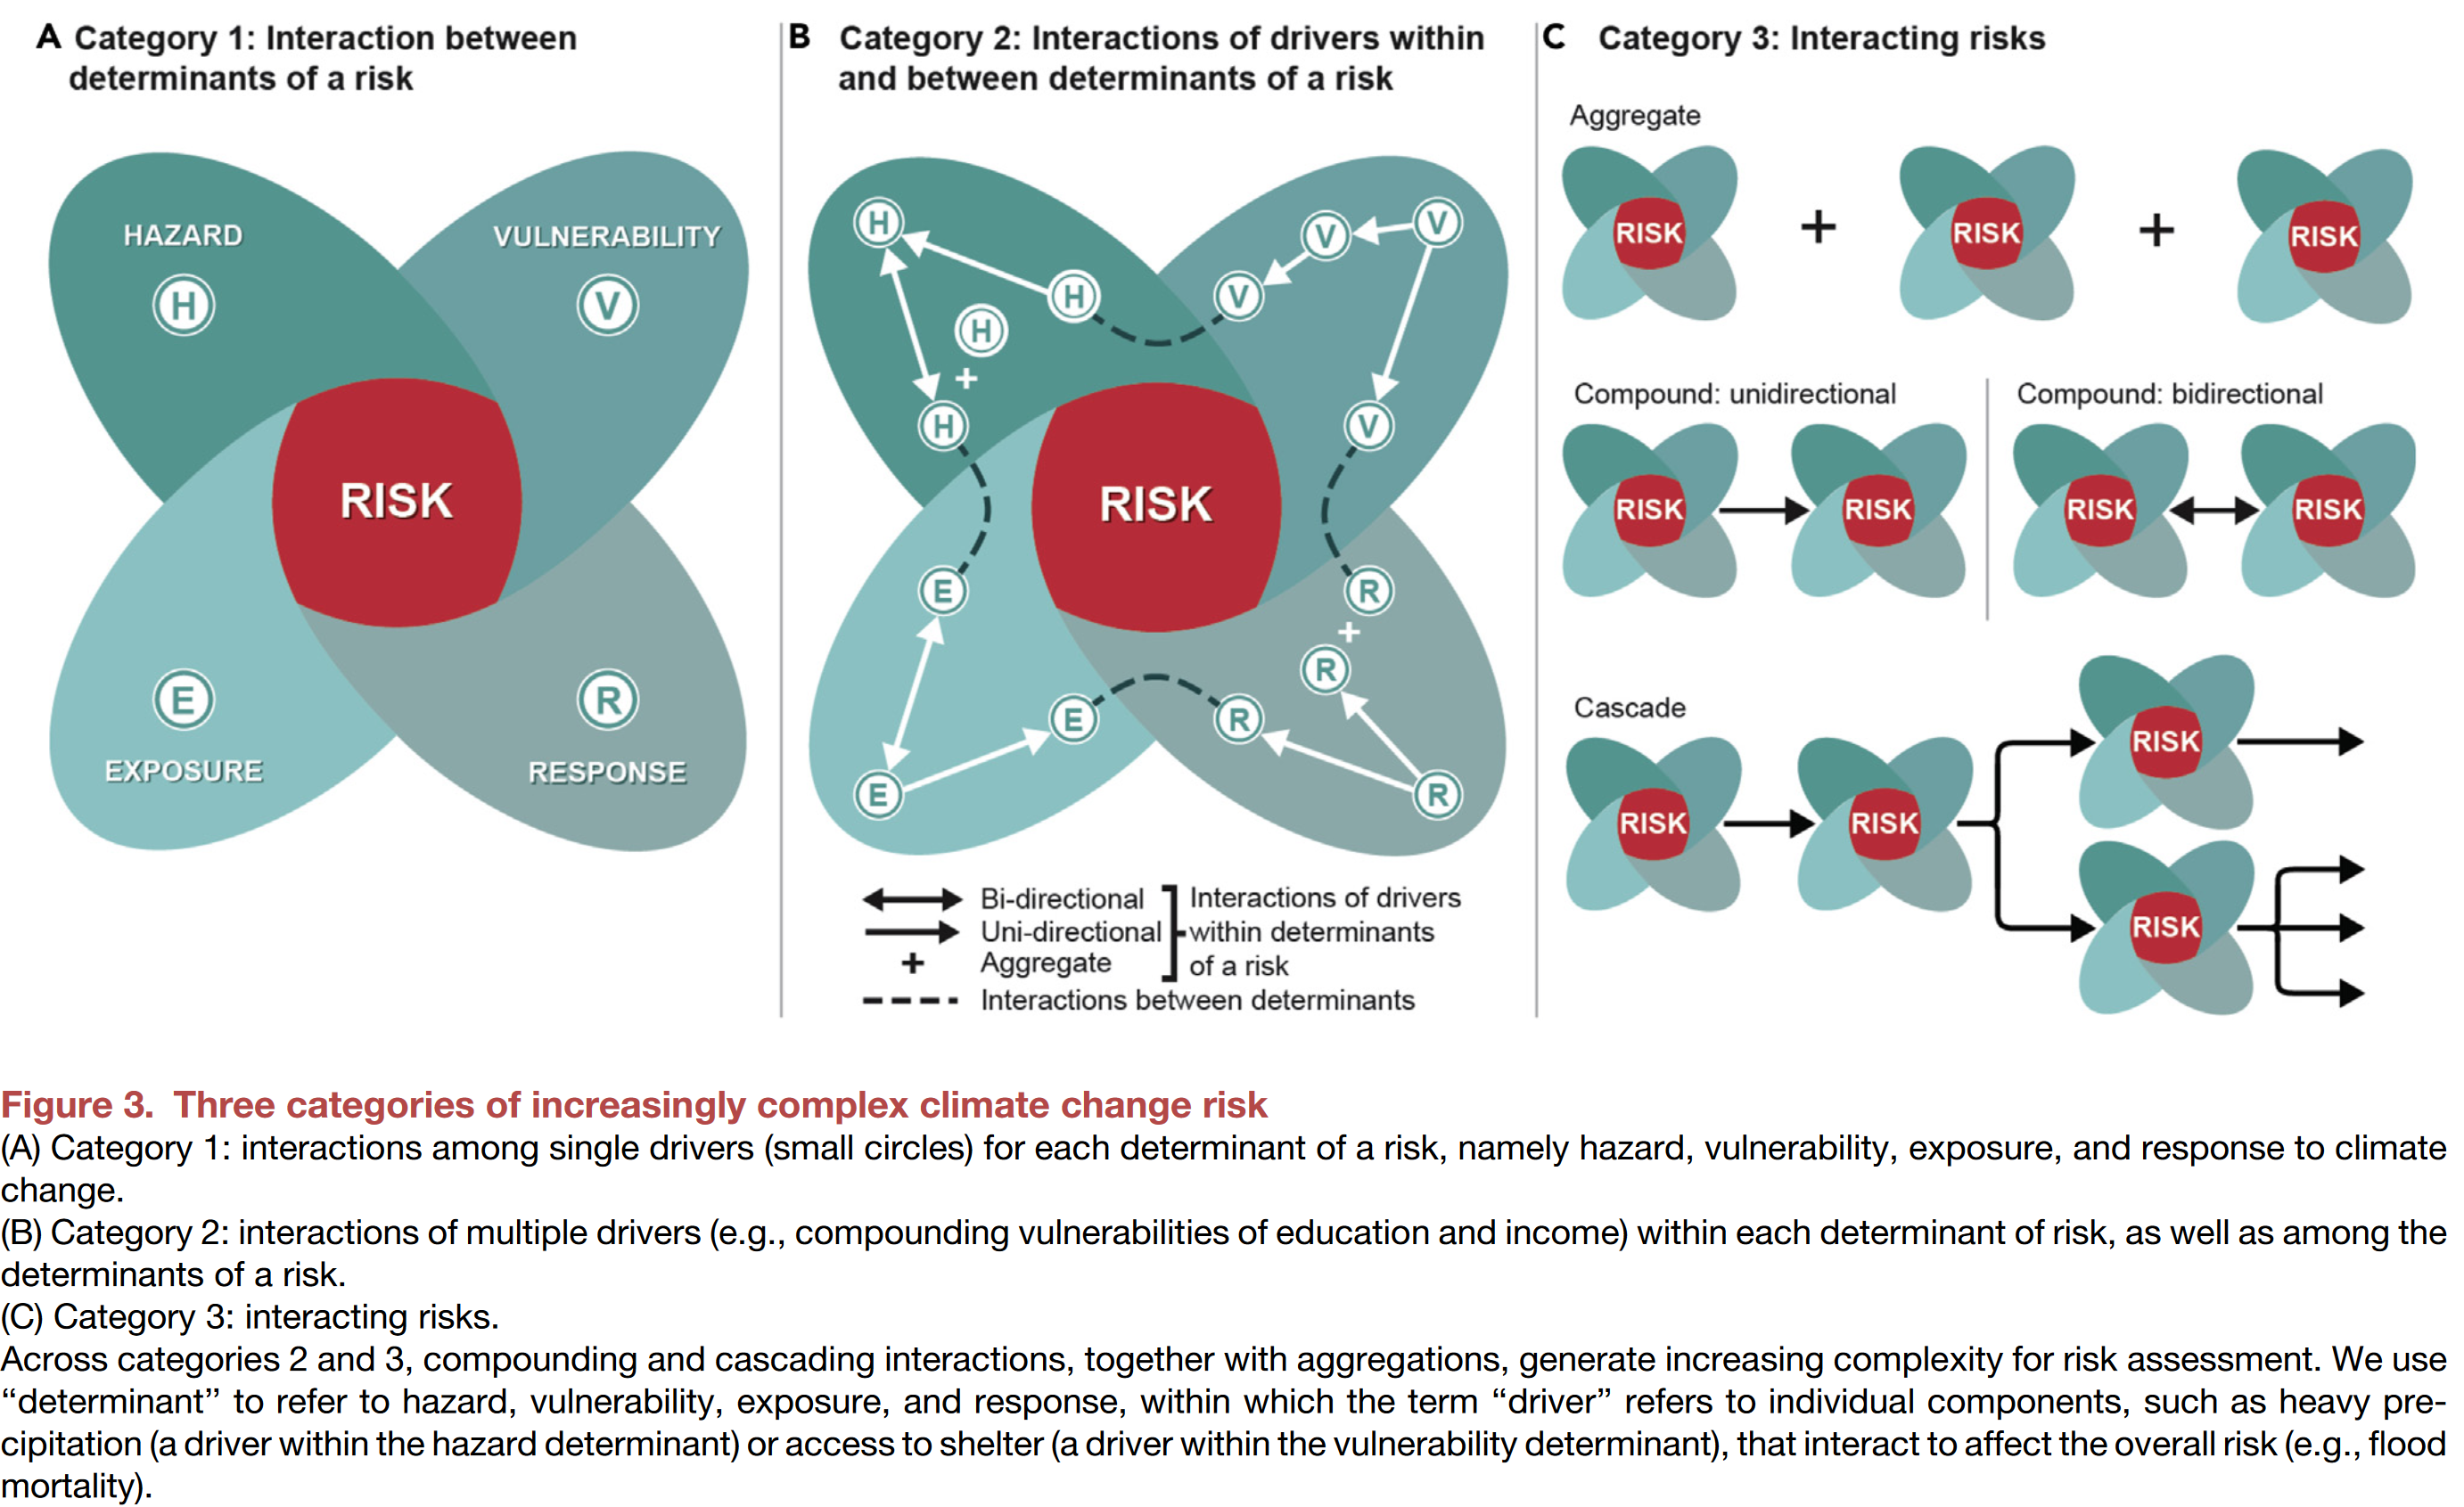 A Category 1: Interaction between
determinants of a risk
HAZARD
H
VULNERABILITY
V
RISK
E
EXPOSURE
R
RESPONSE
B Category 2: Interactions of drivers within
and between determinants of a risk
H
H
H
+
H
V
V
V
V
RISK
E
E
E
R
+
R
R
R
Bi-directional
Uni-directional
+ Aggregate
Interactions of drivers
within determinants
of a risk
Interactions between determinants
C Category 3: Interacting risks
Aggregate
RISK + RISK + RISK
Compound: unidirectional
RISK RISK
Compound: bidirectional
RISK RISK
Cascade
RISK RISK
RISK
RISK
Figure 3. Three categories of increasingly complex climate change risk
(A) Category 1: interactions among single drivers (small circles) for each determinant of a risk, namely hazard, vulnerability, exposure, and response to climate
change.
(B) Category 2: interactions of multiple drivers (e.g., compounding vulnerabilities of education and income) within each determinant of risk, as well as among the
determinants of a risk.
(C) Category 3: interacting risks.
Across categories 2 and 3, compounding and cascading interactions, together with aggregations, generate increasing complexity for risk assessment. We use
“determinant” to refer to hazard, vulnerability, exposure, and response, within which the term “driver” refers to individual components, such as heavy pre-
cipitation (a driver within the hazard determinant) or access to shelter (a driver within the vulnerability determinant), that interact to affect the overall risk (e.g., flood
mortality).